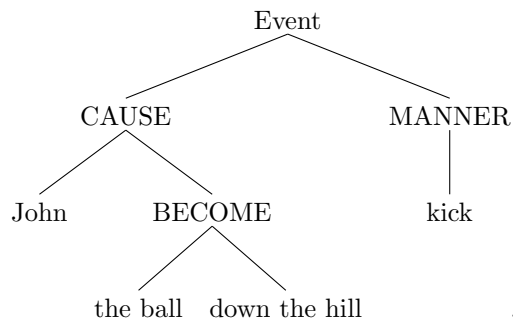 Event
CAUSE MANNER
John BECOME kick
the ball down the hill .